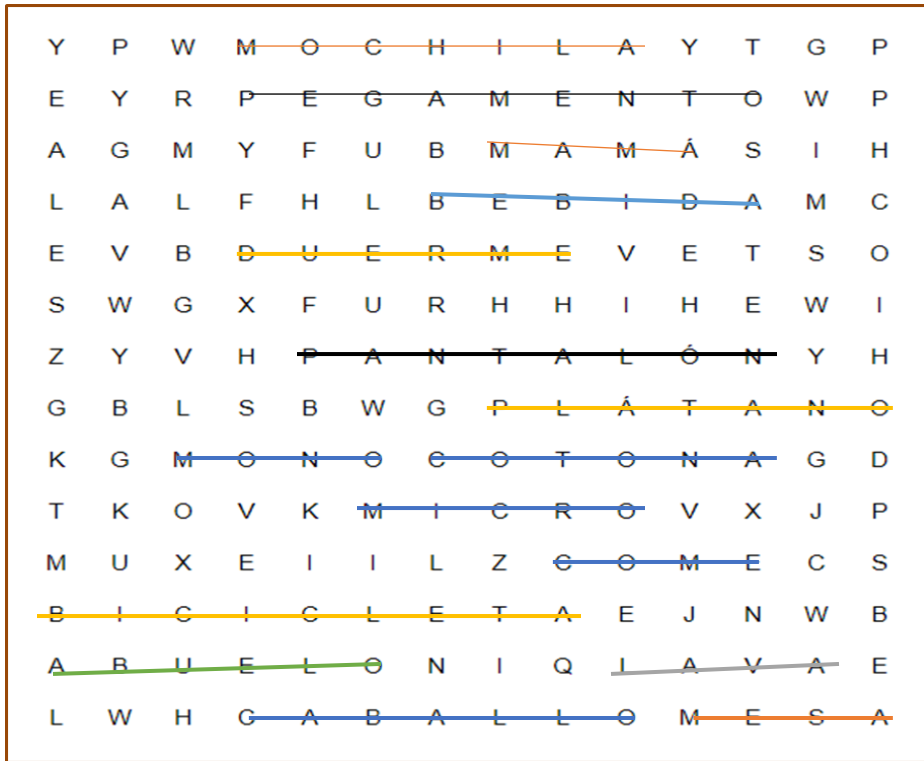 Y P W M O C H I L A Y T G P
E Y R P E G A M E N T O W P
A G M Y F U B M A M Á S I H
L A L F H L B E B I D A M C
E V B D U E R M E V E T S O
S W G X F U R H H I H E W I
Z Y V H P A N T A L Ó N Y H
G B L S B W G P L Á T A N O
K G M O N O C O T O N A G D
T K O V K M I C R O V X J P
M U X E I I L Z C O M E C S
B I C I C L E T A E J N W B
A B U E L O N I Q L A V A E
L W H C A B A L L O M E S A